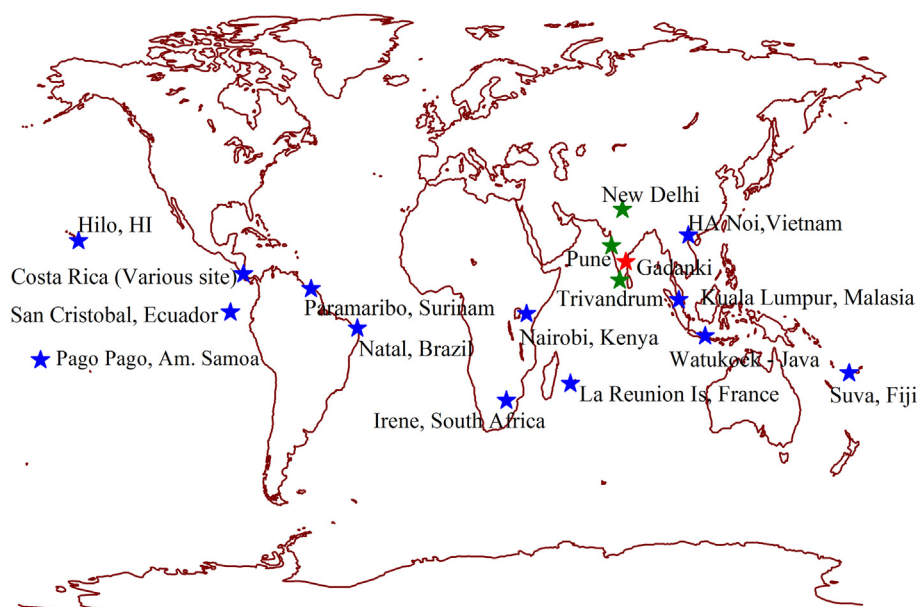 New Delhi
Hilo, HI
HA Noi,Vietnam
Pune
Gadanki
Costa Rica (Various site)
Trivandrum
Kuala Lumpur, Malasia
San Cristobal, Ecuador
Paramaribo, Surinam
Nairobi, Kenya
Natal, Brazil
Watukock - Java
Pago Pago, Am. Samoa
La Reunion Is, France
Suva, Fiji
Irene, South Africa